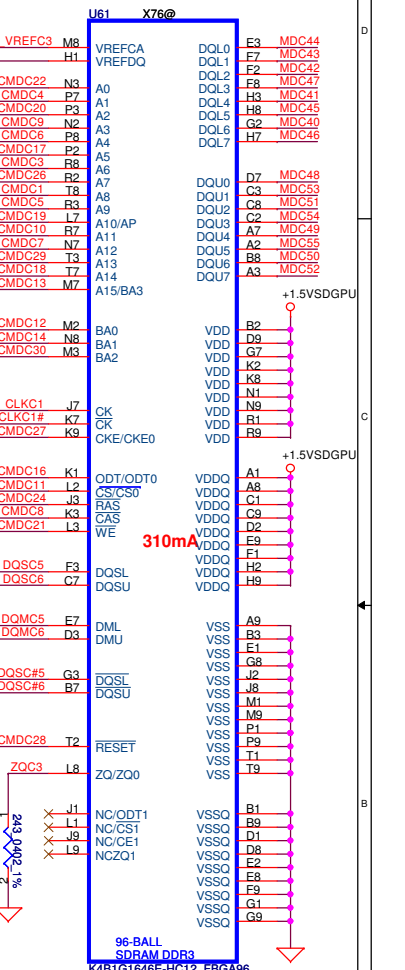 U61 X76@
VREFC3 M8 VREFCA DQL0 E3 MDC44
H1 VREFDQ DQL1 F7 MDC43
DQL2 F2 MDC42
CMDC22 N3 A0 DQL3 F8 MDC47
CMDC4 P7 A1 DQL4 H3 MDC41
CMDC20 P3 A2 DQL5 H8 MDC45
CMDC9 N2 A3 DQL6 G2 MDC40
CMDC6 P8 A4 DQL7 H7 MDC46
CMDC17 P2 A5
CMDC3 R8 A6
CMDC26 R2 A7 DQU0 D7 MDC48
CMDC1 T8 A8 DQU1 C3 MDC53
CMDC5 R3 A9 DQU2 C8 MDC51
CMDC19 L7 A10/AP DQU3 C2 MDC54
CMDC10 R7 A11 DQU4 A7 MDC49
CMDC7 N7 A12 DQU5 A2 MDC55
CMDC29 T3 A13 DQU6 B8 MDC50
CMDC18 T7 A14 DQU7 A3 MDC52
CMDC13 M7 A15/BA3
+1.5VSDGPU
CMDC12 M2 BA0 VDD B2
CMDC14 N8 BA1 VDD D9
CMDC30 M3 BA2 VDD G7
VDD K2
VDD K8
VDD N1
CLKC1 J7 CK VDD N9
CLKC1# K7 CK VDD R1
CMDC27 K9 CKE/CKE0 VDD R9
+1.5VSDGPU
CMDC16 K1 ODT/ODT0 VDDQ A1
CMDC11 L2 CS/CS0 VDDQ A8
CMDC24 J3 RAS VDDQ C1
CMDC8 K3 CAS VDDQ C9
CMDC21 L3 WE VDDQ D2
310mA VDDQ E9
VDDQ F1
DQSC5 F3 DQSL VDDQ H2
DQSC6 C7 DQSU VDDQ H9
DQMC5 E7 DML VSS A9
DQMC6 D3 DMU VSS B3
VSS E1
VSS G8
DQSC#5 G3 DQSL VSS J2
DQSC#6 B7 DQSU VSS J8
VSS M1
VSS M9
VSS P1
CMDC28 T2 RESET VSS P9
VSS T1
ZQC3 L8 ZQ/ZQ0 VSS T9
J1 NC/ODT1 VSSQ B1
L1 NC/CS1 VSSQ B9
J9 NC/CE1 VSSQ D1
L9 NCZQ1 VSSQ D8
VSSQ E2
VSSQ E8
VSSQ F9
VSSQ G1
VSSQ G9
1
243_0402_1%
2
96-BALL
SDRAM DDR3
K4B1G1646E-HC12_FBGA96
D
C
B